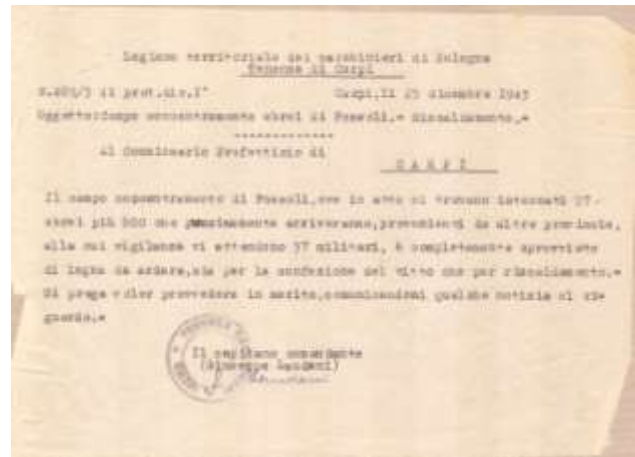 Legione territoriale dei carabinieri di Bologna
Tenenza di Carpi
di prot.div.I° Carpi,li 25 dicembre 1943
Oggetto:Campo concentramento ebrei di Fossoli.= Riscaldamento.=
-------------
Al Commissario Prefettizio di
CARPI
Il campo concentramento di Fossoli,ove in atto si trovano internati 97-
ebrei più 800 che prossimamente arriveranno,provenienti da altre provincie,
alla cui vigilanza vi attendono 37 militari, è completamente sprovvisto
di legna da ardere,sia per la confezione del vitto che per riscaldamento.=
Si prega voler provvedere in merito,comunicandomi qualche notizia al ri=
guardo.=
Il capitano comandante
(Giuseppe